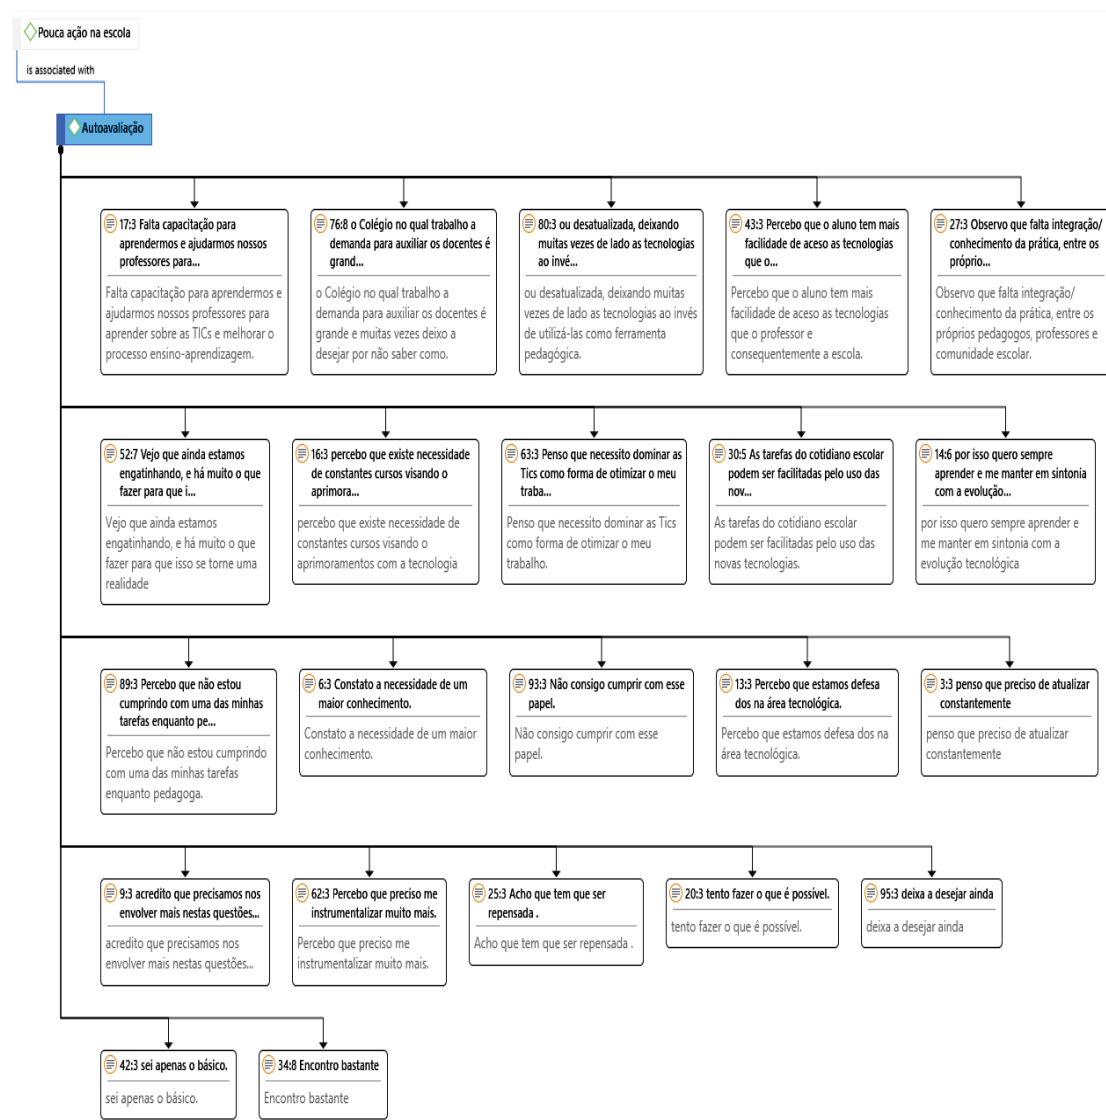 Pouca ação na escola
is associated with
Autoavaliação
17:3 Falta capacitação para
aprendermos e ajudarmos nossos
professores para...
Falta capacitação para aprendermos e
ajudarmos nossos professores para
aprender sobre as TICs e melhorar o
processo ensino-aprendizagem.
76:8 o Colégio no qual trabalho a
demanda para auxiliar os docentes é
grand...
o Colégio no qual trabalho a
demanda para auxiliar os docentes é
grande e muitas vezes deixo a
desejar por não saber como.
80:3 ou desatualizada, deixando
muitas vezes de lado as tecnologias
ao invé...
ou desatualizada, deixando muitas
vezes de lado as tecnologias ao invés
de utilizá-las como ferramenta
pedagógica.
43:3 Percebo que o aluno tem mais
facilidade de aceso as tecnologias
que o...
Percebo que o aluno tem mais
facilidade de aceso as tecnologias
que o professor e
consequentemente a escola.
27:3 Observo que falta integração/
conhecimento da prática, entre os
próprio...
Observo que falta integração/
conhecimento da prática, entre os
próprios pedagogos, professores e
comunidade escolar.
52:7 Vejo que ainda estamos
engatinhando, e há muito o que
fazer para que i...
Vejo que ainda estamos
engatinhando, e há muito o que
fazer para que isso se torne uma
realidade
16:3 percebo que existe necessidade
de constantes cursos visando o
aprimora...
percebo que existe necessidade de
constantes cursos visando o
aprimoramentos com a tecnologia
63:3 Penso que necessito dominar as
Tics como forma de otimizar o meu
traba...
Penso que necessito dominar as Tics
como forma de otimizar o meu
trabalho.
30:5 As tarefas do cotidiano escolar
podem ser facilitadas pelo uso das
nov...
As tarefas do cotidiano escolar
podem ser facilitadas pelo uso das
novas tecnologias.
14:6 por isso quero sempre
aprender e me manter em sintonia
com a evolução...
por isso quero sempre aprender e
me manter em sintonia com a
evolução tecnológica
89:3 Percebo que não estou
cumprindo com uma das minhas
tarefas enquanto pe...
Percebo que não estou cumprindo
com uma das minhas tarefas
enquanto pedagoga.
6:3 Constato a necessidade de um
maior conhecimento.
Constato a necessidade de um maior
conhecimento.
93:3 Não consigo cumprir com esse
papel.
Não consigo cumprir com esse
papel.
13:3 Percebo que estamos defesa
dos na área tecnológica.
Percebo que estamos defesa dos na
área tecnológica.
3:3 penso que preciso de atualizar
constantemente
penso que preciso de atualizar
constantemente
9:3 acredito que precisamos nos
envolver mais nestas questões...
acredito que precisamos nos
envolver mais nestas questões...
62:3 Percebo que preciso me
instrumentalizar muito mais.
Percebo que preciso me
instrumentalizar muito mais.
25:3 Acho que tem que ser
repensada .
Acho que tem que ser repensada .
20:3 tento fazer o que é possível.
tento fazer o que é possível.
95:3 deixa a desejar ainda
deixa a desejar ainda
42:3 sei apenas o básico.
sei apenas o básico.
34:8 Encontro bastante
Encontro bastante